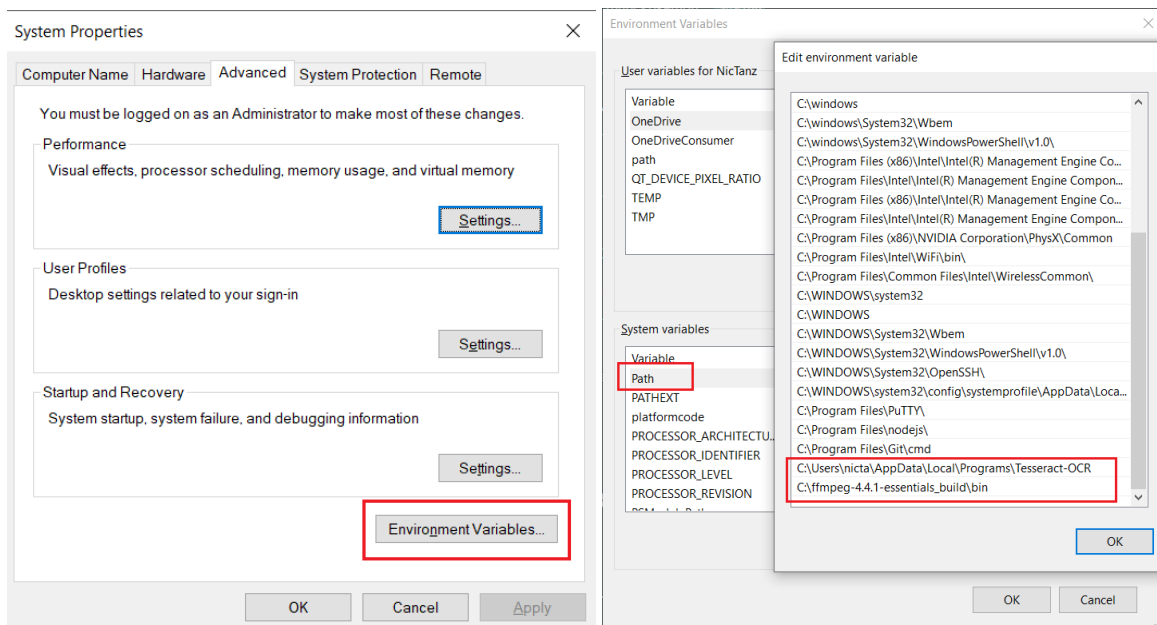 System Properties
Computer Name Hardware Advanced System Protection Remote
You must be logged on as an Administrator to make most of these changes.
Performance
Visual effects, processor scheduling, memory usage, and virtual memory
Settings...
User Profiles
Desktop settings related to your sign-in
Settings...
Startup and Recovery
System startup, system failure, and debugging information
Settings...
Environment Variables...
OK Cancel Apply
Environment Variables
User variables for NicTanz
Variable
OneDrive
OneDriveConsumer
path
QT_DEVICE_PIXEL_RATIO
TEMP
TMP
System variables
Variable
Path
PATHEXT
platformcode
PROCESSOR_ARCHITECTU...
PROCESSOR_IDENTIFIER
PROCESSOR_LEVEL
PROCESSOR_REVISION
Edit environment variable
C:\windows
C:\windows\System32\Wbem
C:\windows\System32\WindowsPowerShell\v1.0\
C:\Program Files (x86)\Intel\Intel(R) Management Engine Co...
C:\Program Files\Intel\Intel(R) Management Engine Compon...
C:\Program Files (x86)\Intel\Intel(R) Management Engine Co...
C:\Program Files\Intel\Intel(R) Management Engine Compon...
C:\Program Files (x86)\NVIDIA Corporation\PhysX\Common
C:\Program Files\Intel\WiFi\bin\
C:\Program Files\Common Files\Intel\WirelessCommon\
C:\WINDOWS\system32
C:\WINDOWS
C:\WINDOWS\System32\Wbem
C:\WINDOWS\System32\WindowsPowerShell\v1.0\
C:\WINDOWS\System32\OpenSSH\
C:\WINDOWS\system32\config\systemprofile\AppData\Loca...
C:\Program Files\PuTTY\
C:\Program Files\nodejs\
C:\Program Files\Git\cmd
C:\Users\nicta\AppData\Local\Programs\Tesseract-OCR
C:\ffmpeg-4.4.1-essentials_build\bin
OK
OK Cancel